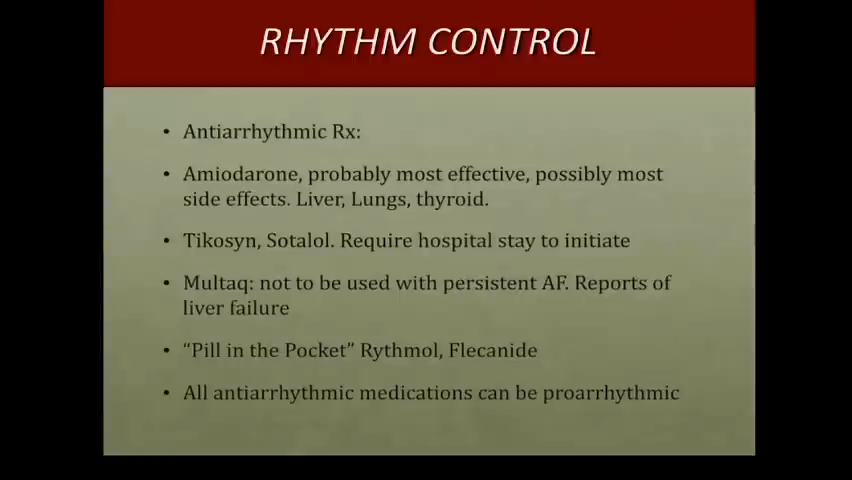 RHYTHM CONTROL
• Antiarrhythmic Rx:
• Amiodarone, probably most effective, possibly most
side effects. Liver, Lungs, thyroid.
• Tikosyn, Sotalol. Require hospital stay to initiate
• Multaq: not to be used with persistent AF. Reports of
liver failure
• “Pill in the Pocket” Rythmol, Flecanide
• All antiarrhythmic medications can be proarrhythmic